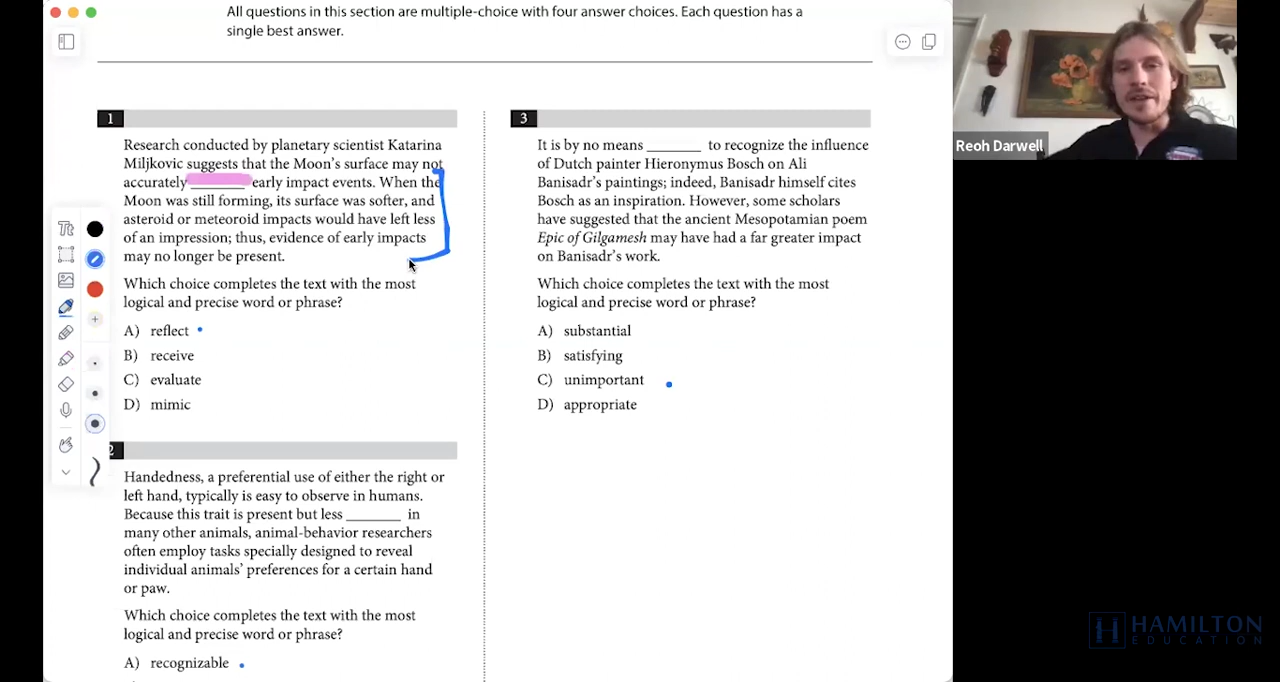 All questions in this section are multiple-choice with four answer choices. Each question has a
single best answer.
1
Research conducted by planetary scientist Katarina
Miljkovic suggests that the Moon's surface may not
accurately ________ early impact events. When the
Moon was still forming, its surface was softer, and
asteroid or meteoroid impacts would have left less
of an impression; thus, evidence of early impacts
may no longer be present.
Which choice completes the text with the most
logical and precise word or phrase?
A) reflect
B) receive
C) evaluate
D) mimic
2
Handedness, a preferential use of either the right or
left hand, typically is easy to observe in humans.
Because this trait is present but less ________ in
many other animals, animal-behavior researchers
often employ tasks specially designed to reveal
individual animals' preferences for a certain hand
or paw.
Which choice completes the text with the most
logical and precise word or phrase?
A) recognizable
3
It is by no means ________ to recognize the influence
of Dutch painter Hieronymus Bosch on Ali
Banisadr's paintings; indeed, Banisadr himself cites
Bosch as an inspiration. However, some scholars
have suggested that the ancient Mesopotamian poem
Epic of Gilgamesh may have had a far greater impact
on Banisadr's work.
Which choice completes the text with the most
logical and precise word or phrase?
A) substantial
B) satisfying
C) unimportant
D) appropriate
Tt
Reoh Darwell
HAMILTON
EDUCATION